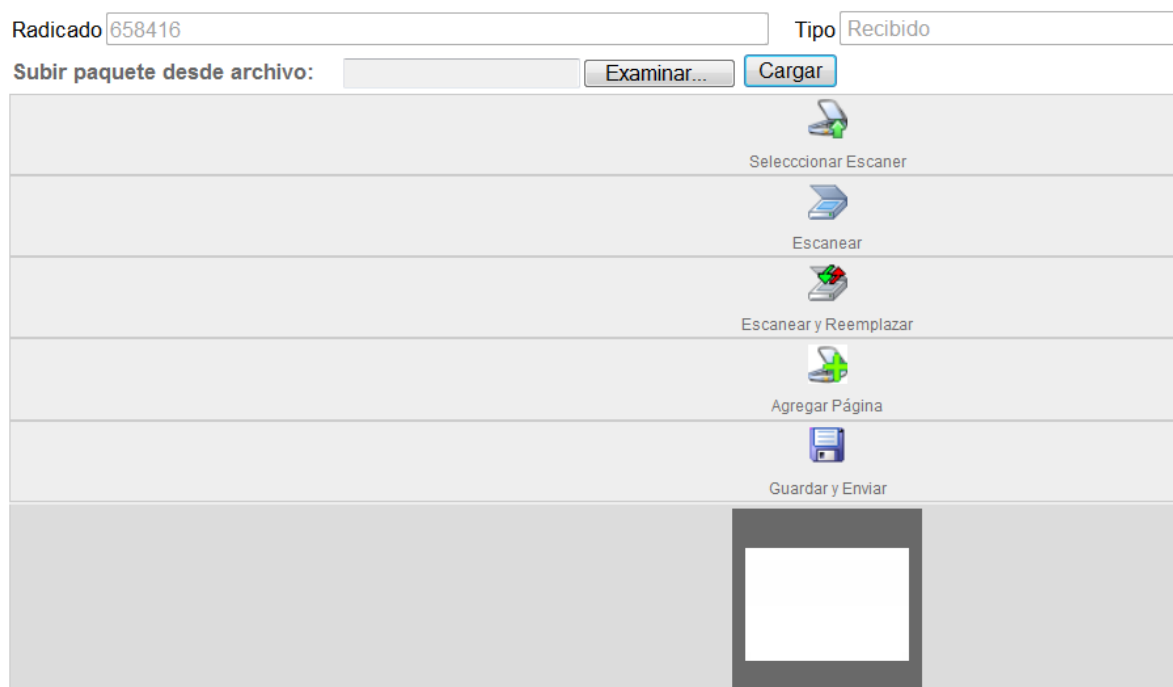 Radicado 658416 Tipo Recibido
Subir paquete desde archivo: Examinar... Cargar
Selecccionar Escaner
Escanear
Escanear y Reemplazar
Agregar Página
Guardar y Enviar